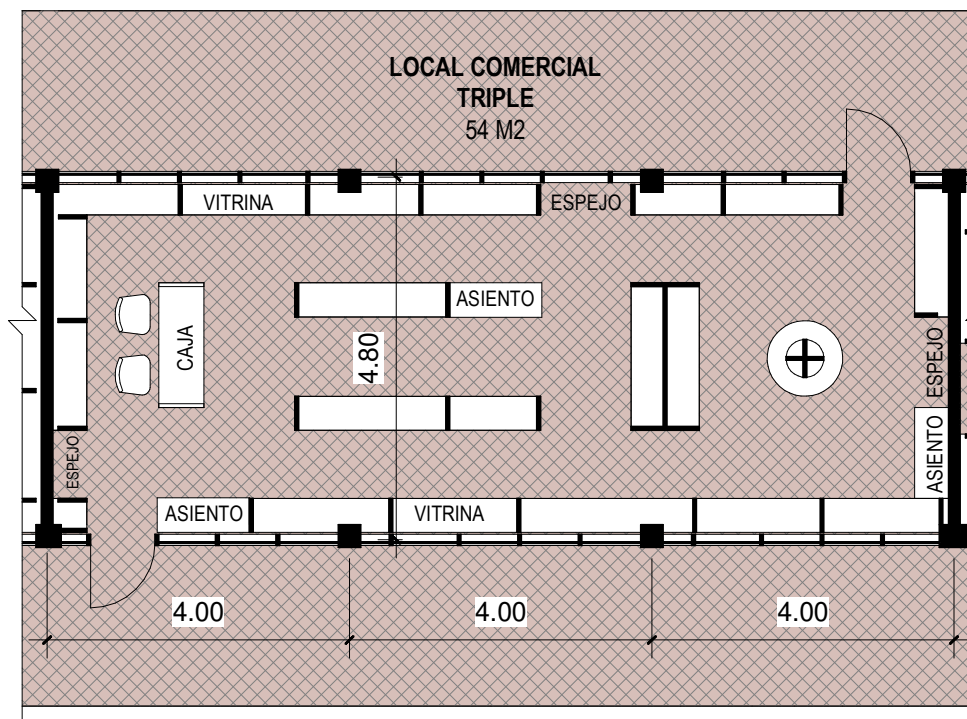 LOCAL COMERCIAL
TRIPLE
54 M2
VITRINA
ESPEJO
ASIENTO
CAJA
4.80
ESPEJO
ASIENTO
ESPEJO
ASIENTO
VITRINA
4.00
4.00
4.00